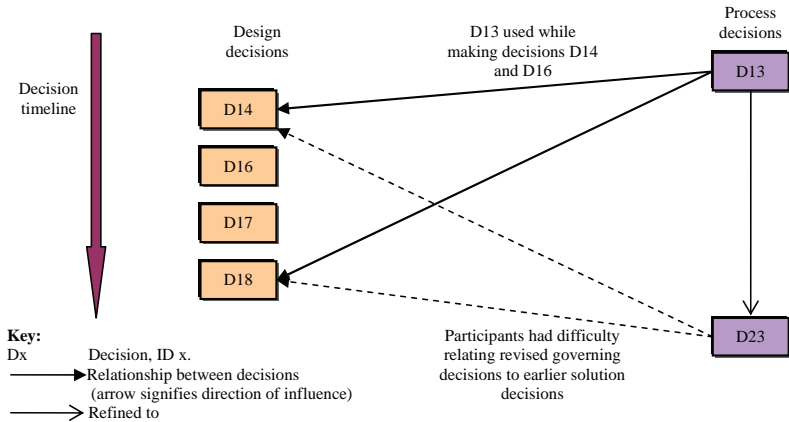 Design
decisions
D13 used while
making decisions D14
and D16
Process
decisions
Decision
timeline
D13
D14
D16
D17
D18
D23
Participants had difficulty
relating revised governing
decisions to earlier solution
decisions
Key:
Dx Decision, ID x.
Relationship between decisions
(arrow signifies direction of influence)
Refined to